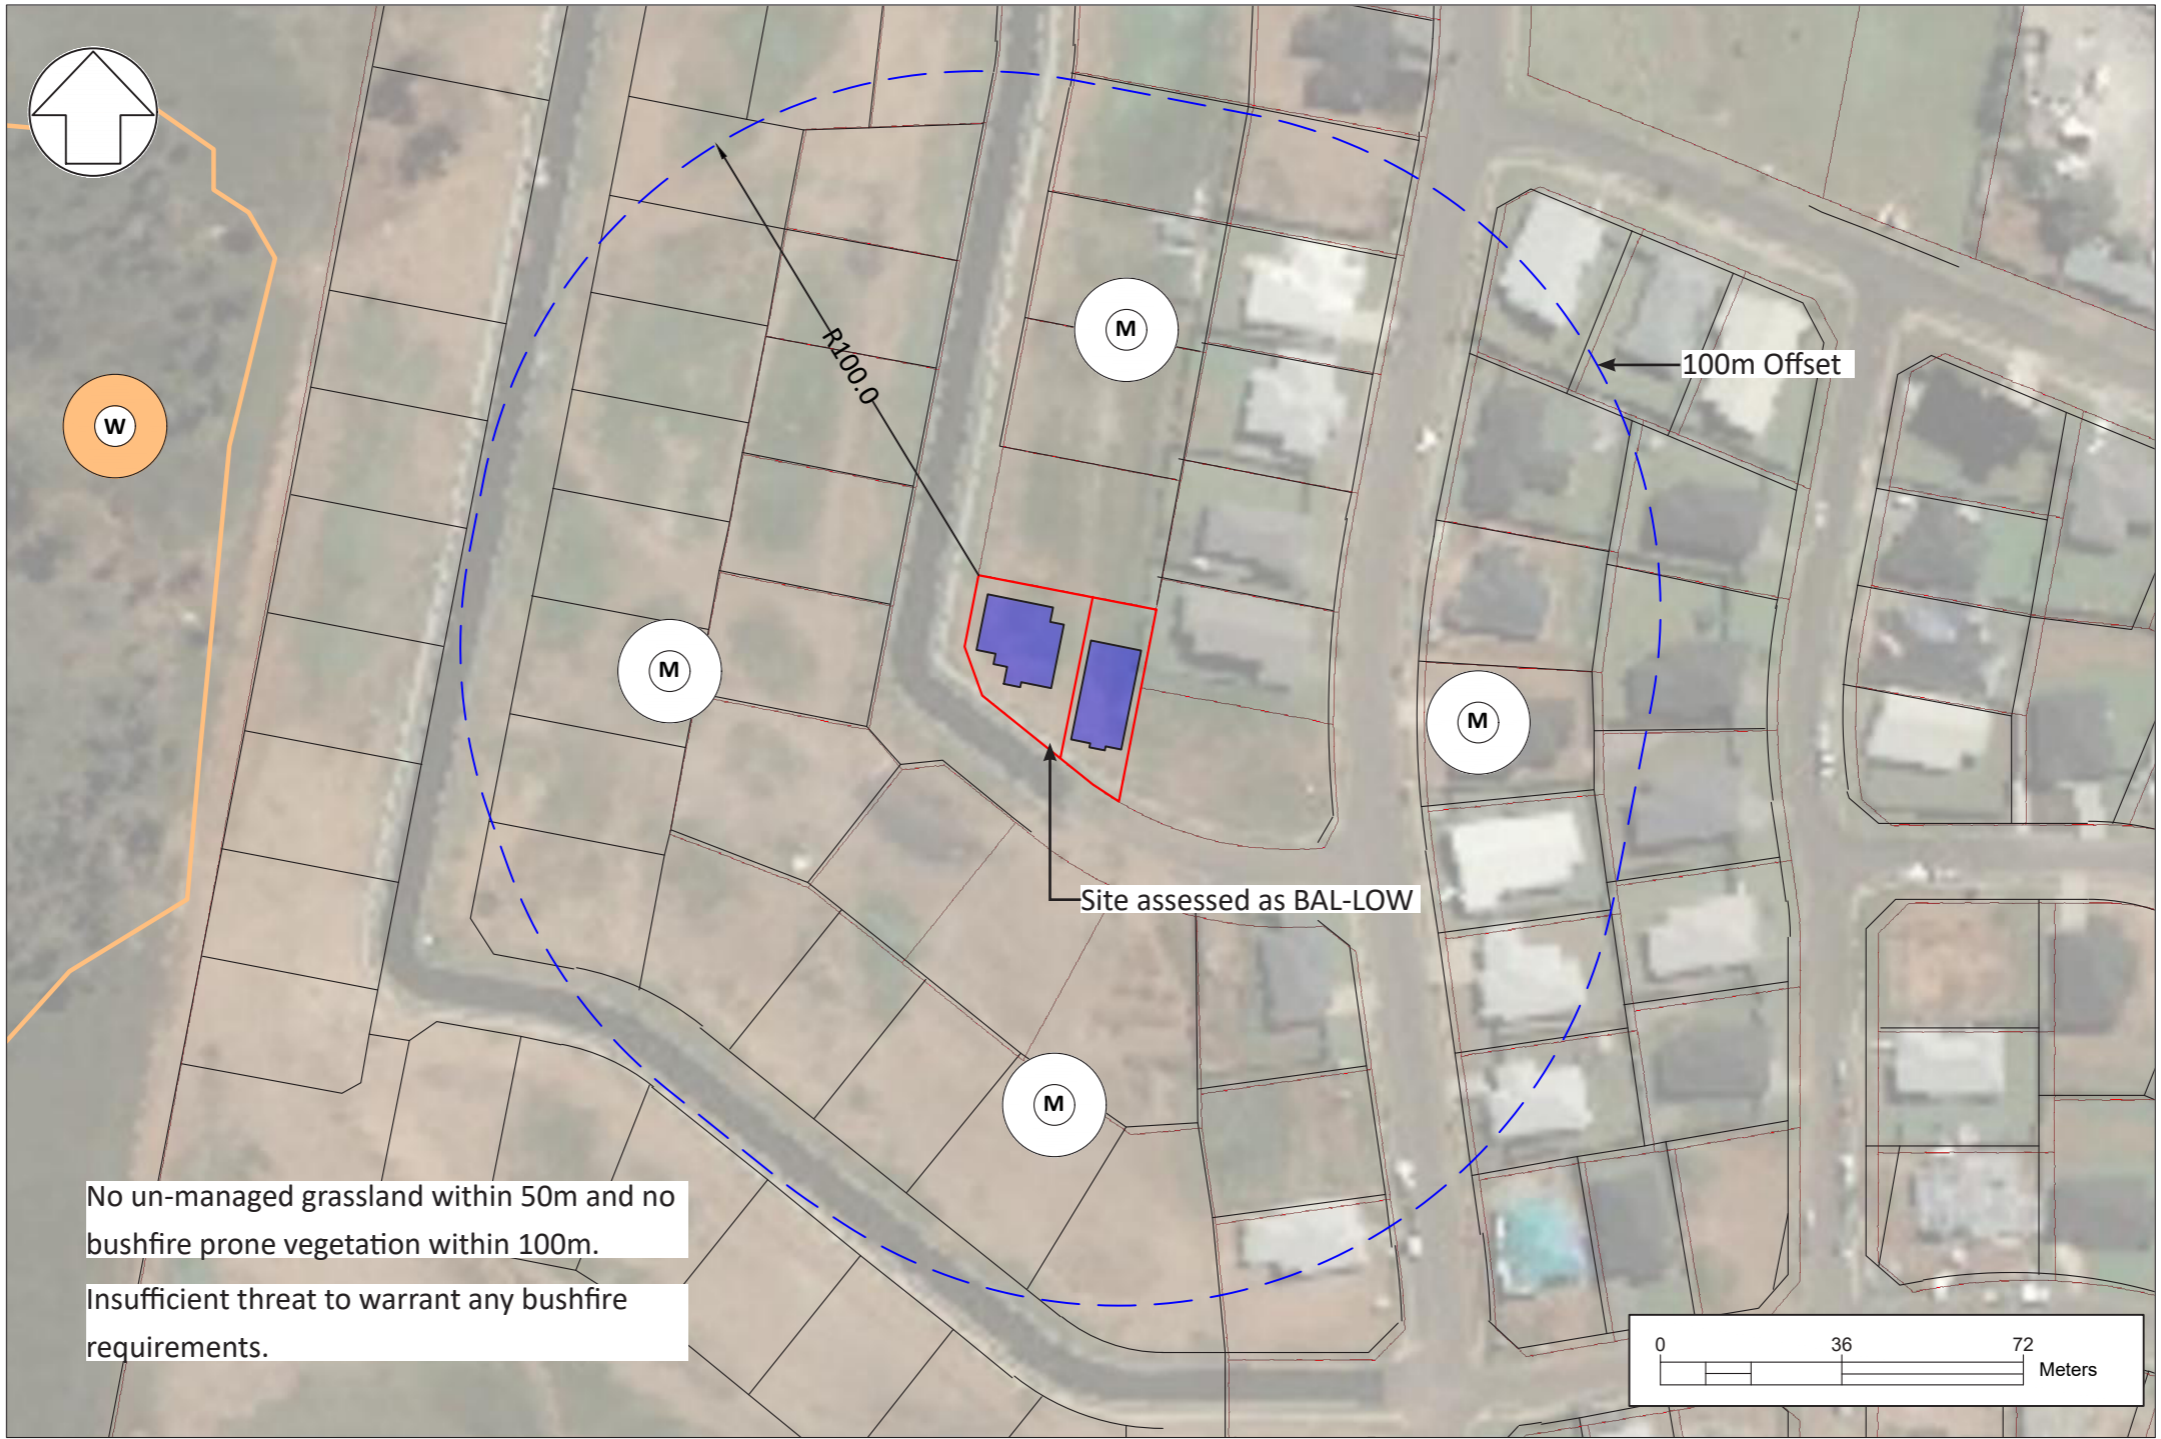 M
R100.0
100m Offset
W
M
M
Site assessed as BAL-LOW
M
No un-managed grassland within 50m and no
bushfire prone vegetation within 100m.
Insufficient threat to warrant any bushfire
requirements.
0 36 72
Meters